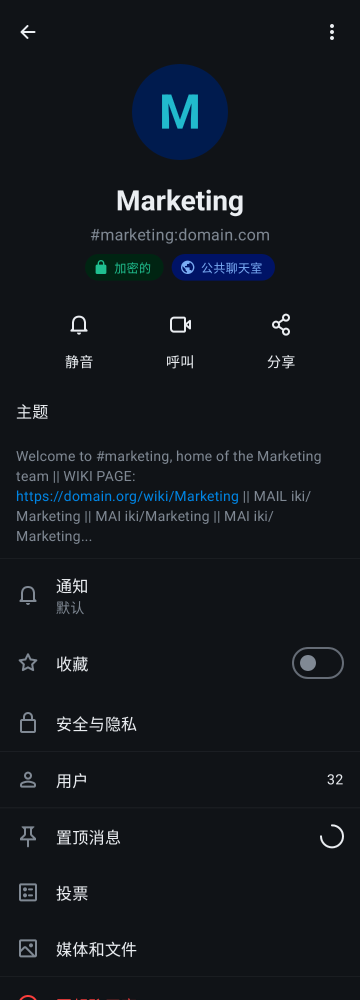 M
Marketing
#marketing:domain.com
加密的 公共聊天室
静音 呼叫 分享
主题
Welcome to #marketing, home of the Marketing
team || WIKI PAGE:
https://domain.org/wiki/Marketing || MAIL iki/
Marketing || MAI iki/Marketing || MAI iki/
Marketing...
通知
默认
收藏
安全与隐私
用户 32
置顶消息
投票
媒体和文件